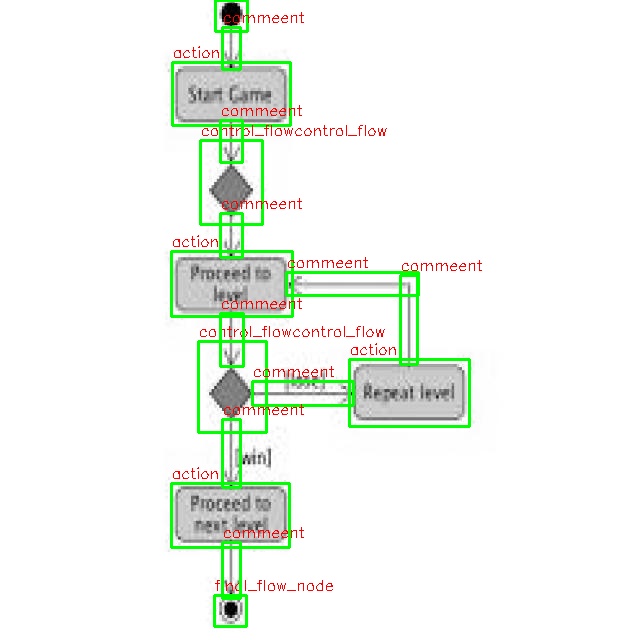 commeent
action
Start Game
commeent
control_flowcontrol_flow
commeent
action
commeent
commeent
Proceed to
level
commeent
control_flowcontrol_flow
action
commeent
[lose]
Repeat level
commeent
[win]
action
Proceed to
next level
commeent